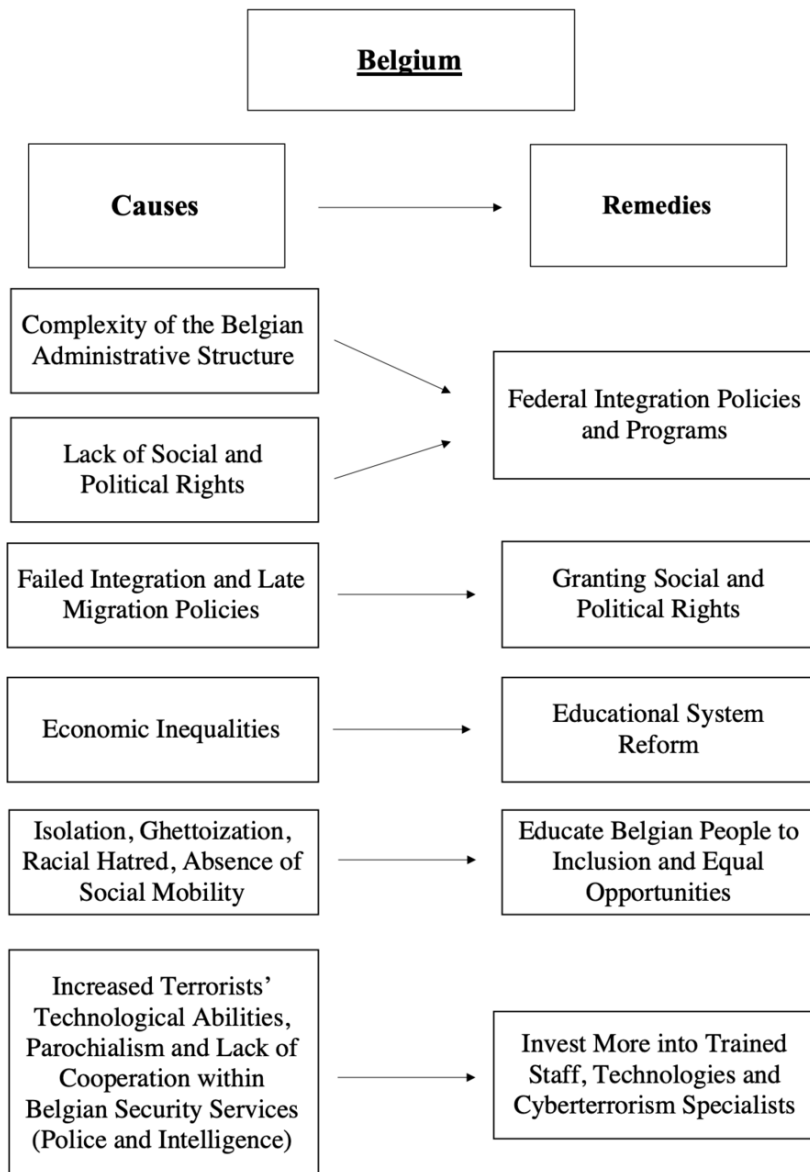 Belgium
Causes
Remedies
Complexity of the Belgian
Administrative Structure
Federal Integration Policies
and Programs
Lack of Social and
Political Rights
Failed Integration and Late
Migration Policies
Granting Social and
Political Rights
Economic Inequalities
Educational System
Reform
Isolation, Ghettoization,
Racial Hatred, Absence of
Social Mobility
Educate Belgian People to
Inclusion and Equal
Opportunities
Increased Terrorists’
Technological Abilities,
Parochialism and Lack of
Cooperation within
Belgian Security Services
(Police and Intelligence)
Invest More into Trained
Staff, Technologies and
Cyberterrorism Specialists